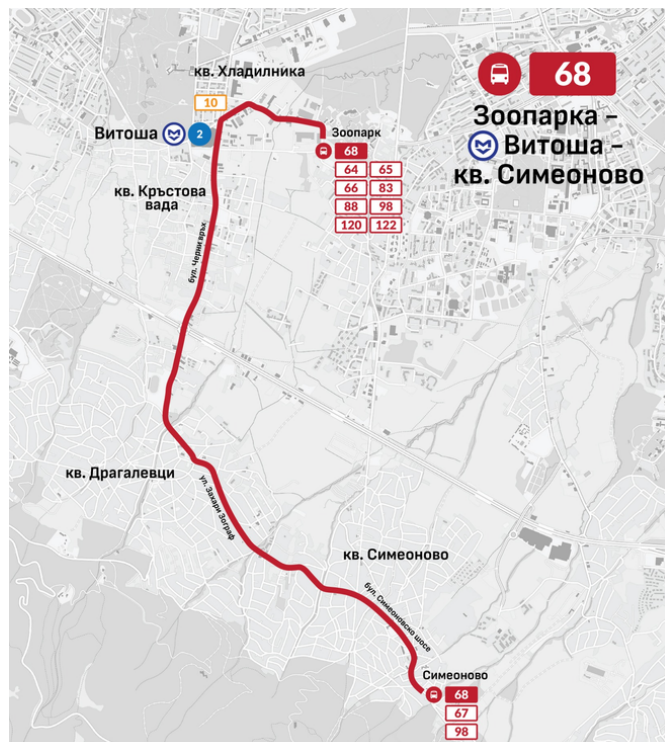 68
Зоопарка –
Витоша –
кв. Симеоново
кв. Хладилника
10
Витоша 2
Зоопарк
68
64 65
66 83
88 98
120 122
кв. Кръстова
вада
бул. Черни връх
кв. Драгалевци
ул. Захари Зограф
кв. Симеоново
бул. Симеоновско шосе
Симеоново
68
67
98